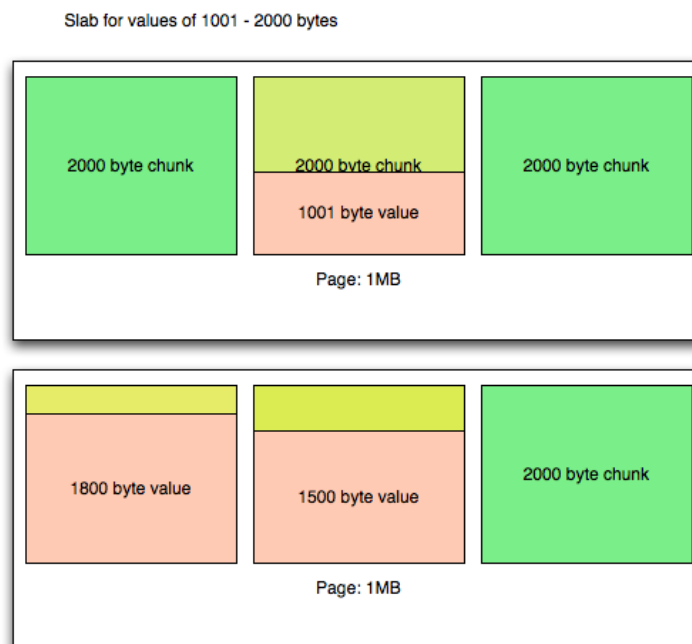 Slab for values of 1001 - 2000 bytes
2000 byte chunk
2000 byte chunk
2000 byte chunk
1001 byte value
Page: 1MB
1800 byte value
1500 byte value
2000 byte chunk
Page: 1MB